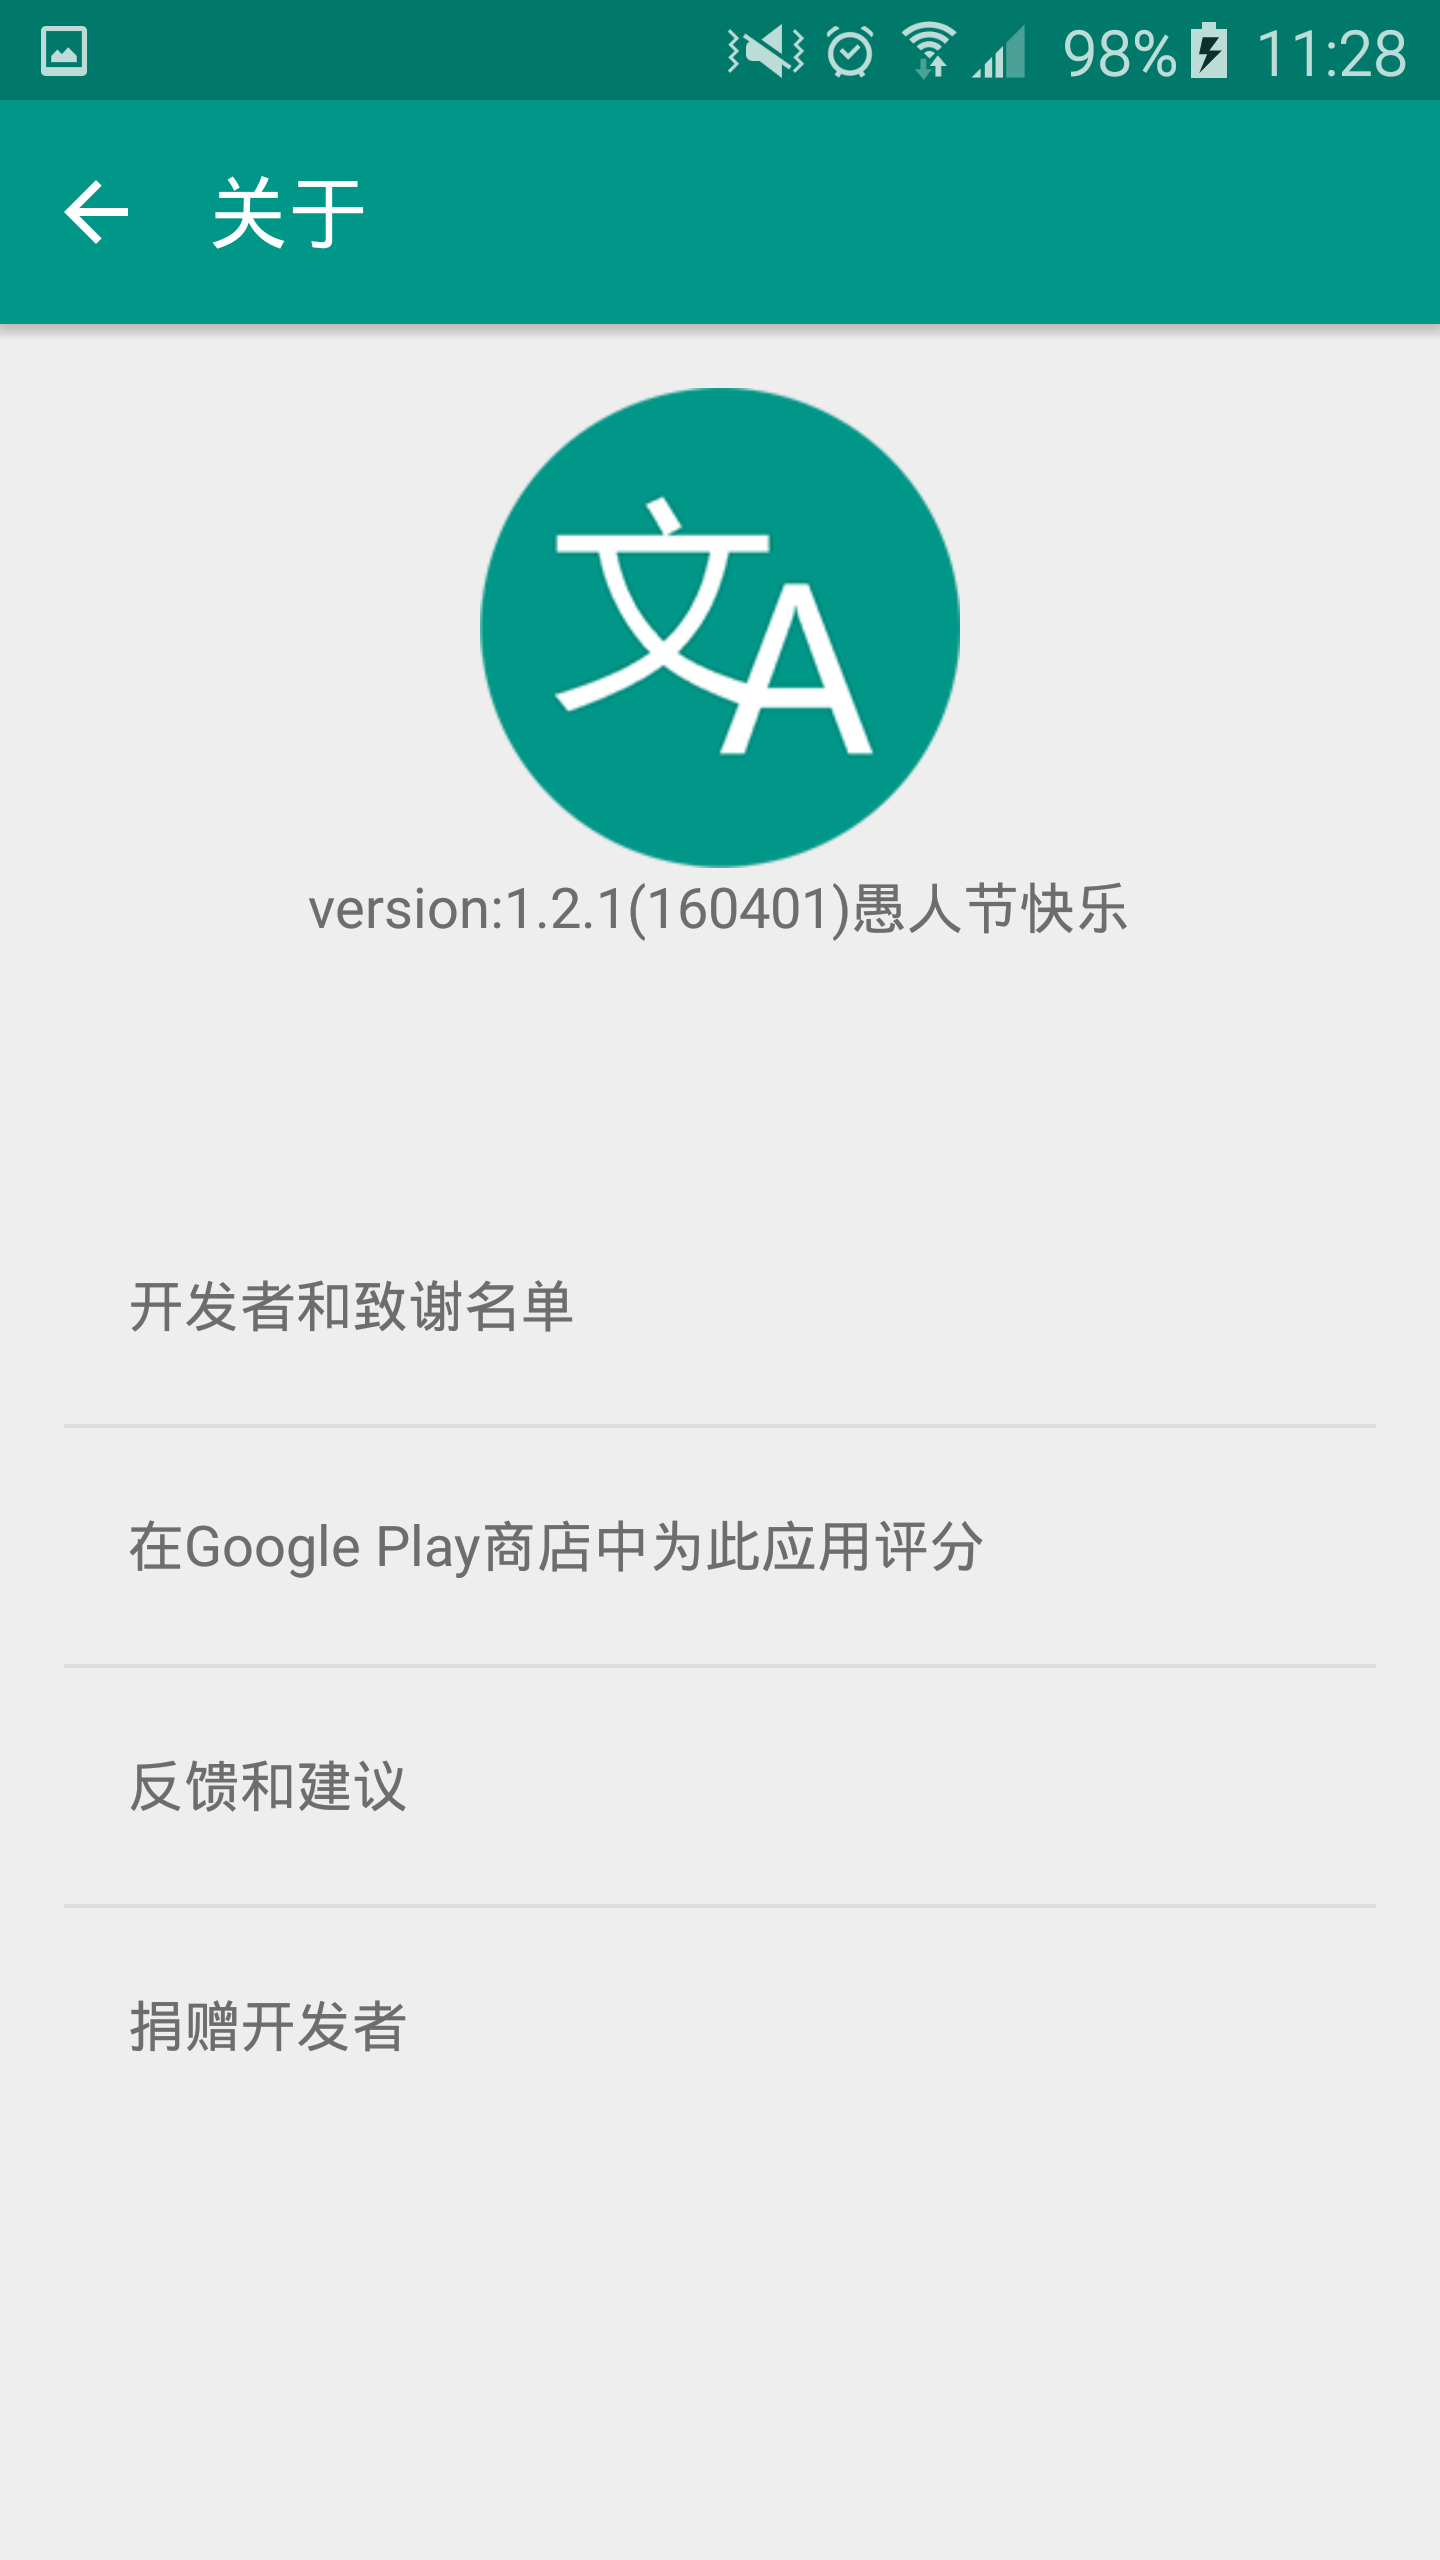 98% 11:28
关于
文A
version:1.2.1(160401)愚人节快乐
开发者和致谢名单
在Google Play商店中为此应用评分
反馈和建议
捐赠开发者